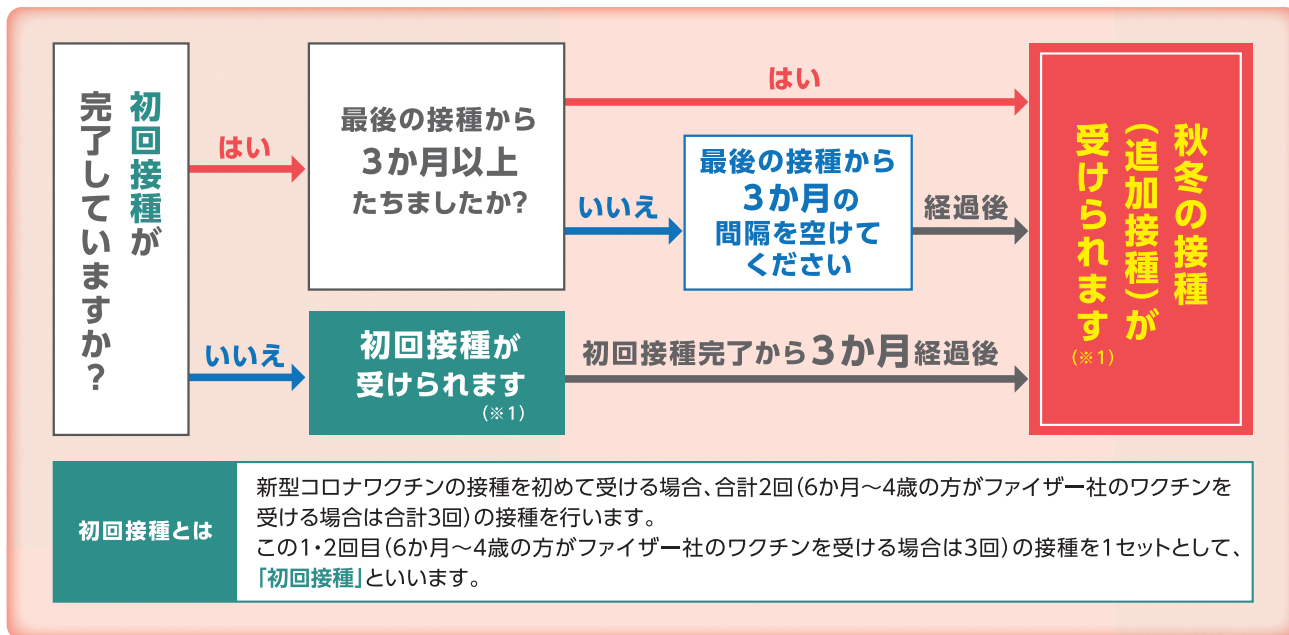 初回接種が
完了していますか？
はい
いいえ
最後の接種から
3か月以上
たちましたか?
はい
いいえ
最後の接種から
3か月の
間隔を空けて
ください
経過後
初回接種が
受けられます
(※1)
初回接種完了から3か月経過後
秋冬の接種
(追加接種)が
受けられます
(※1)
初回接種とは
新型コロナワクチンの接種を初めて受ける場合、合計2回(6か月～4歳の方がファイザー社のワクチンを
受ける場合は合計3回)の接種を行います。
この1・2回目(6か月～4歳の方がファイザー社のワクチンを受ける場合は3回)の接種を1セットとして、
「初回接種」といいます。